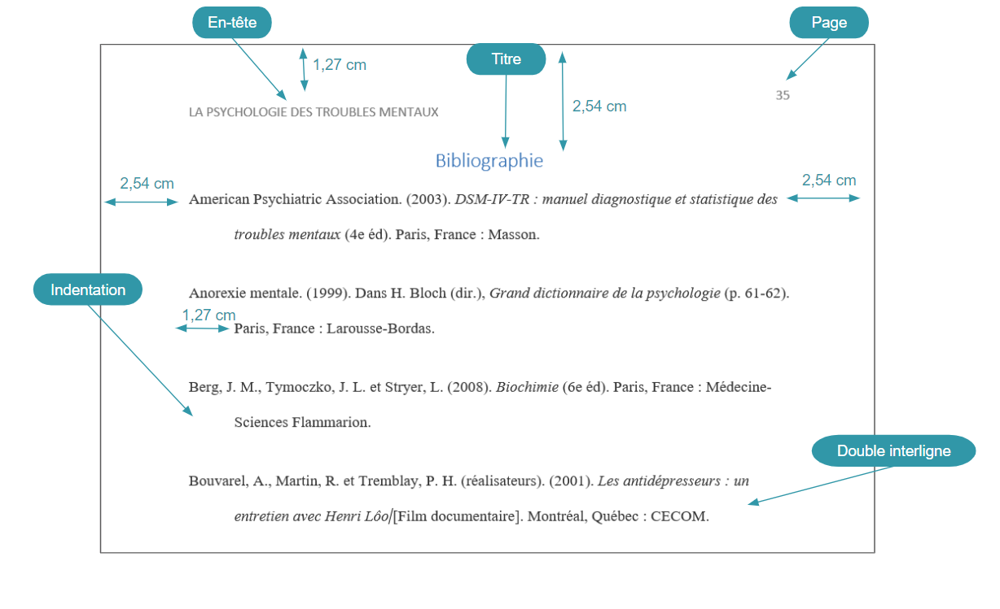 En-tête
Page
Titre
1,27 cm
35
2,54 cm
LA PSYCHOLOGIE DES TROUBLES MENTAUX
Bibliographie
2,54 cm
2,54 cm
American Psychiatric Association. (2003). DSM-IV-TR : manuel diagnostique et statistique des
troubles mentaux (4e éd). Paris, France : Masson.
Indentation
Anorexie mentale. (1999). Dans H. Bloch (dir.), Grand dictionnaire de la psychologie (p. 61-62).
1,27 cm
Paris, France : Larousse-Bordas.
Berg, J. M., Tymoczko, J. L. et Stryer, L. (2008). Biochimie (6e éd). Paris, France : Médecine-
Sciences Flammarion.
Double interligne
Bouvarel, A., Martin, R. et Tremblay, P. H. (réalisateurs). (2001). Les antidépresseurs : un
entretien avec Henri Lôo [Film documentaire]. Montréal, Québec : CECOM.